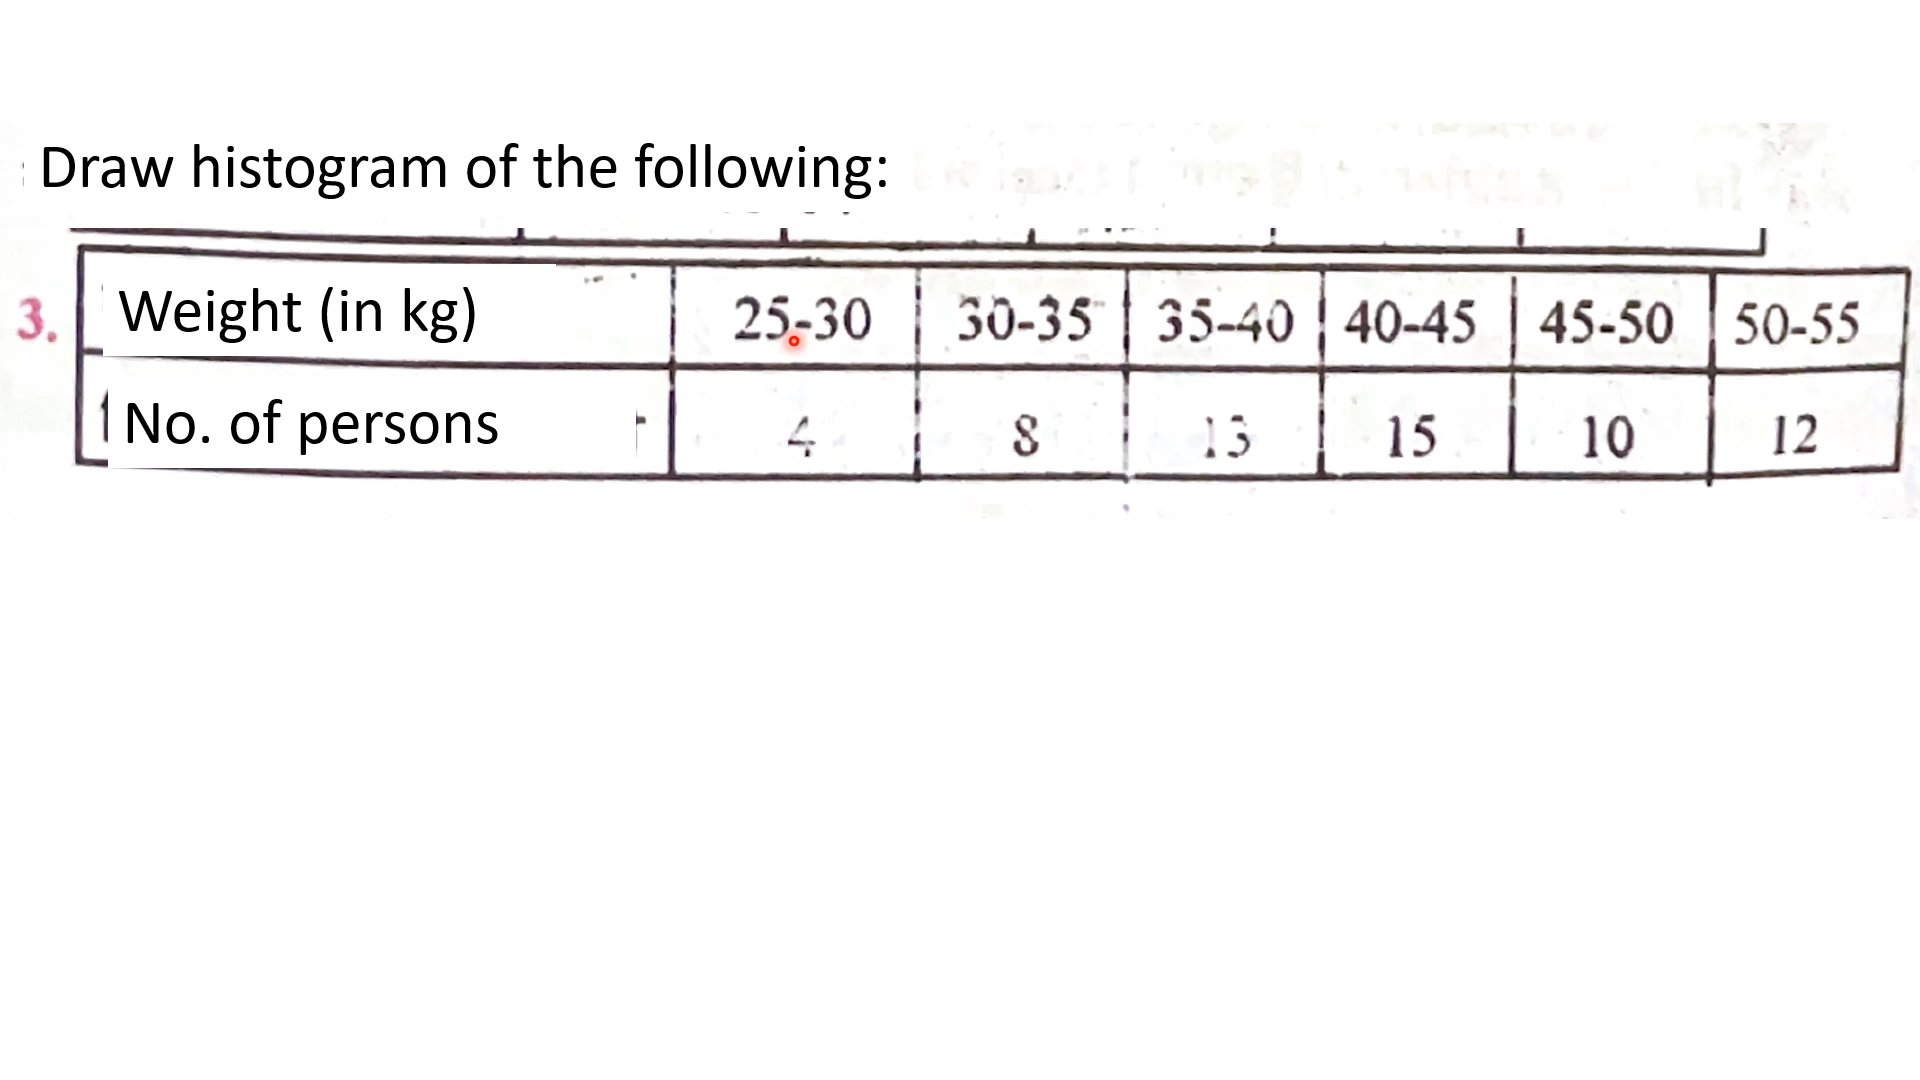 Draw histogram of the following:
3. Weight (in kg) 25-30 30-35 35-40 40-45 45-50 50-55
No. of persons 4 8 13 15 10 12